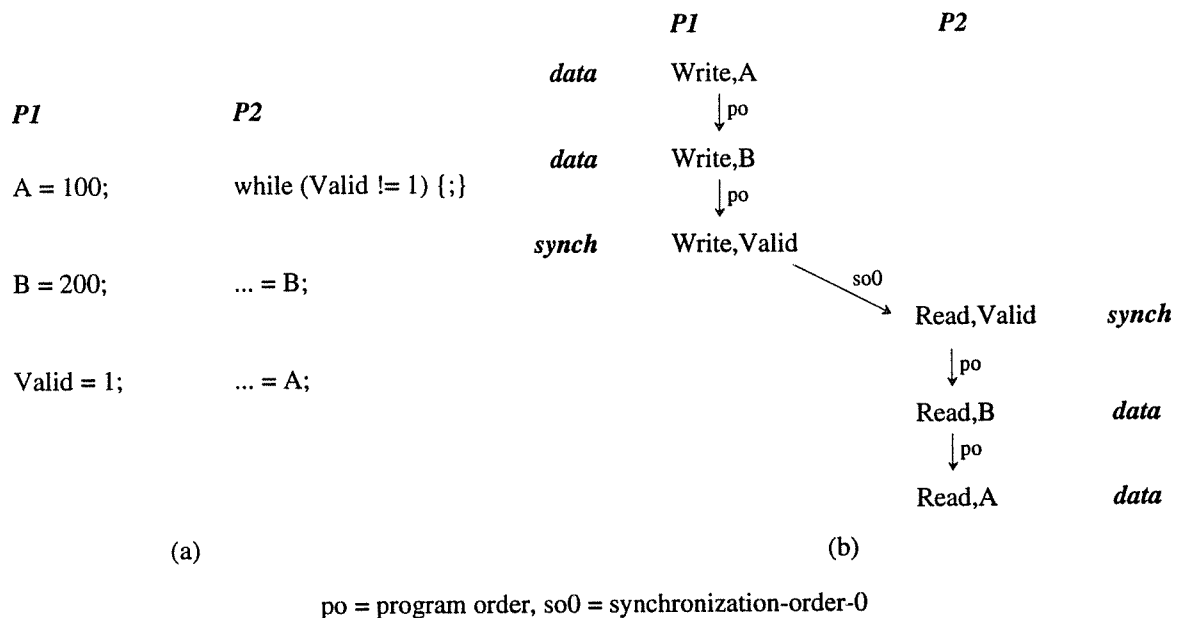 P1 P2
A = 100; while (Valid != 1) {;}
B = 200; ... = B;
Valid = 1; ... = A;
(a)
P1 P2
data Write,A
po
data Write,B
po
synch Write,Valid
so0
Read,Valid synch
po
Read,B data
po
Read,A data
(b)
po = program order, so0 = synchronization-order-0